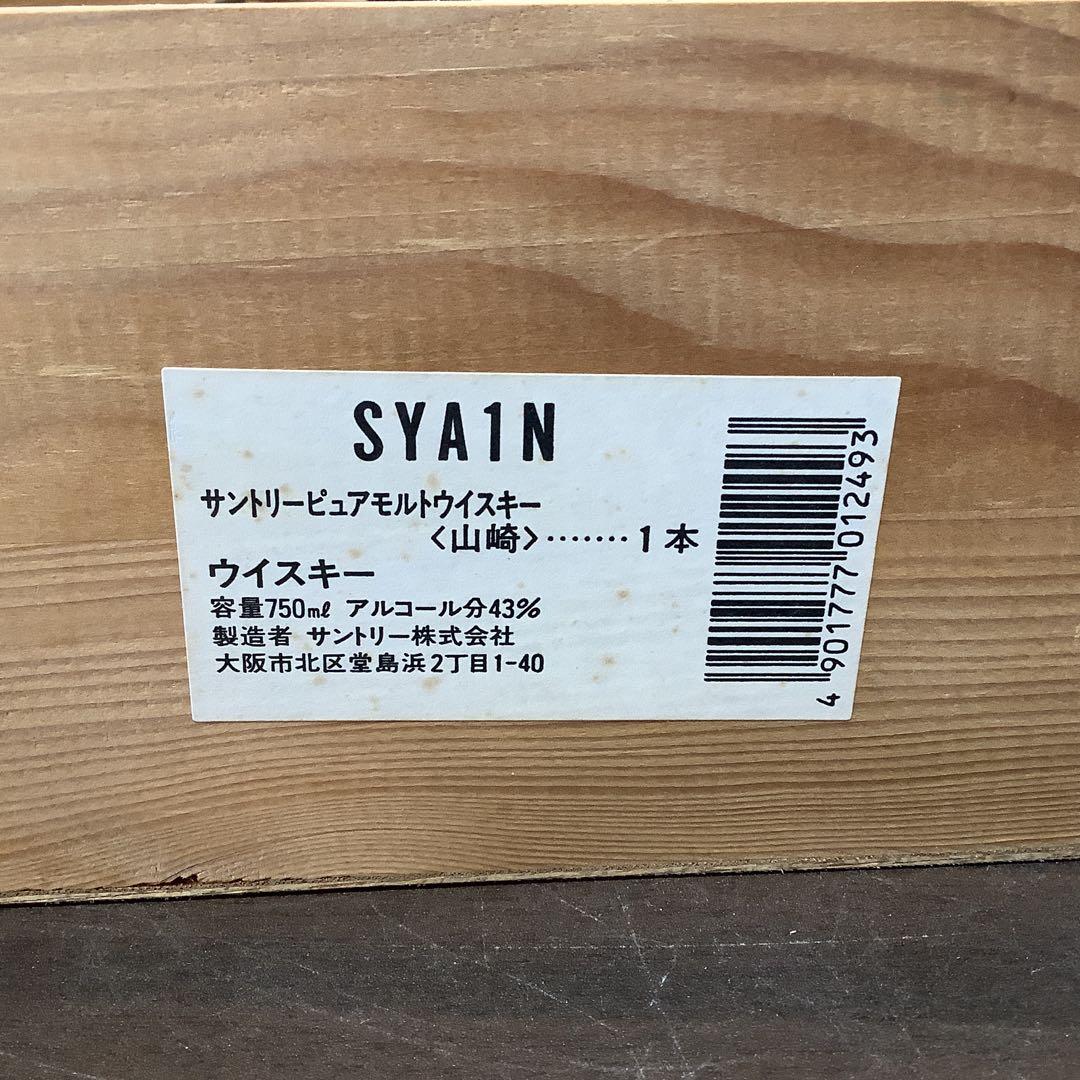 SYA1N
サントリーピュアモルトウイスキー
〈山崎〉‥‥‥‥1本
ウイスキー
容量750mℓ アルコール分43%
製造者 サントリー株式会社
大阪市北区堂島浜2丁目1-40
4 901777 012493